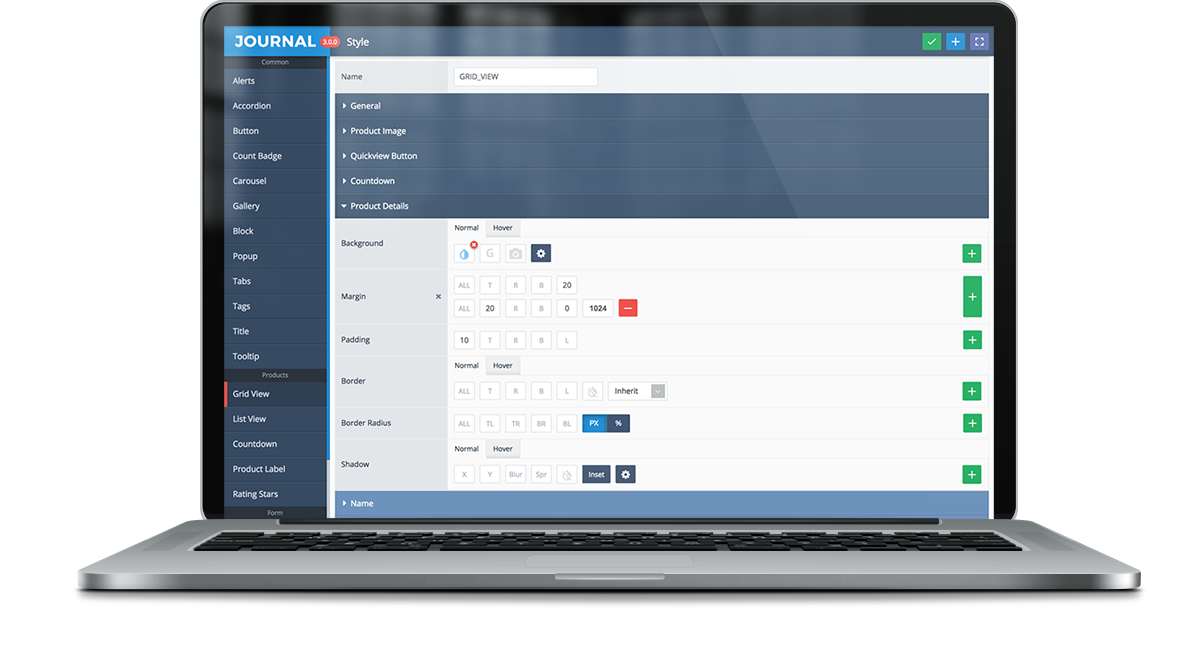 JOURNAL 3.0.0 Style
Common
Alerts
Accordion
Button
Count Badge
Carousel
Gallery
Block
Popup
Tabs
Tags
Title
Tooltip
Products
Grid View
List View
Countdown
Product Label
Rating Stars
Form
Name GRID_VIEW
General
Product Image
Quickview Button
Countdown
Product Details
Background
Normal Hover
G
Margin
ALL T R B 20
ALL 20 R B 0 1024
Padding
10 T R B L
Border
Normal Hover
ALL T R B L Inherit
Border Radius
ALL TL TR BR BL PX %
Shadow
Normal Hover
X Y Blur Spr Inset
Name